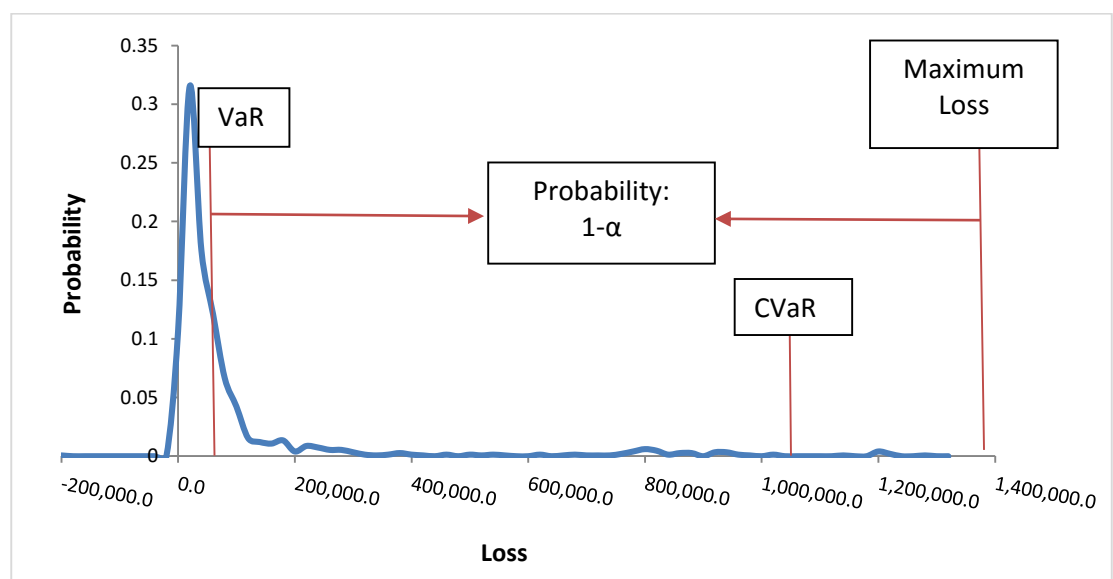 0.35
0.3
0.25
0.2
0.15
0.1
0.05
0
Probability
VaR
Probability:
1-α
Maximum
Loss
CVaR
-200,000.0
0.0
200,000.0
400,000.0
600,000.0
800,000.0
1,000,000.0
1,200,000.0
1,400,000.0
Loss